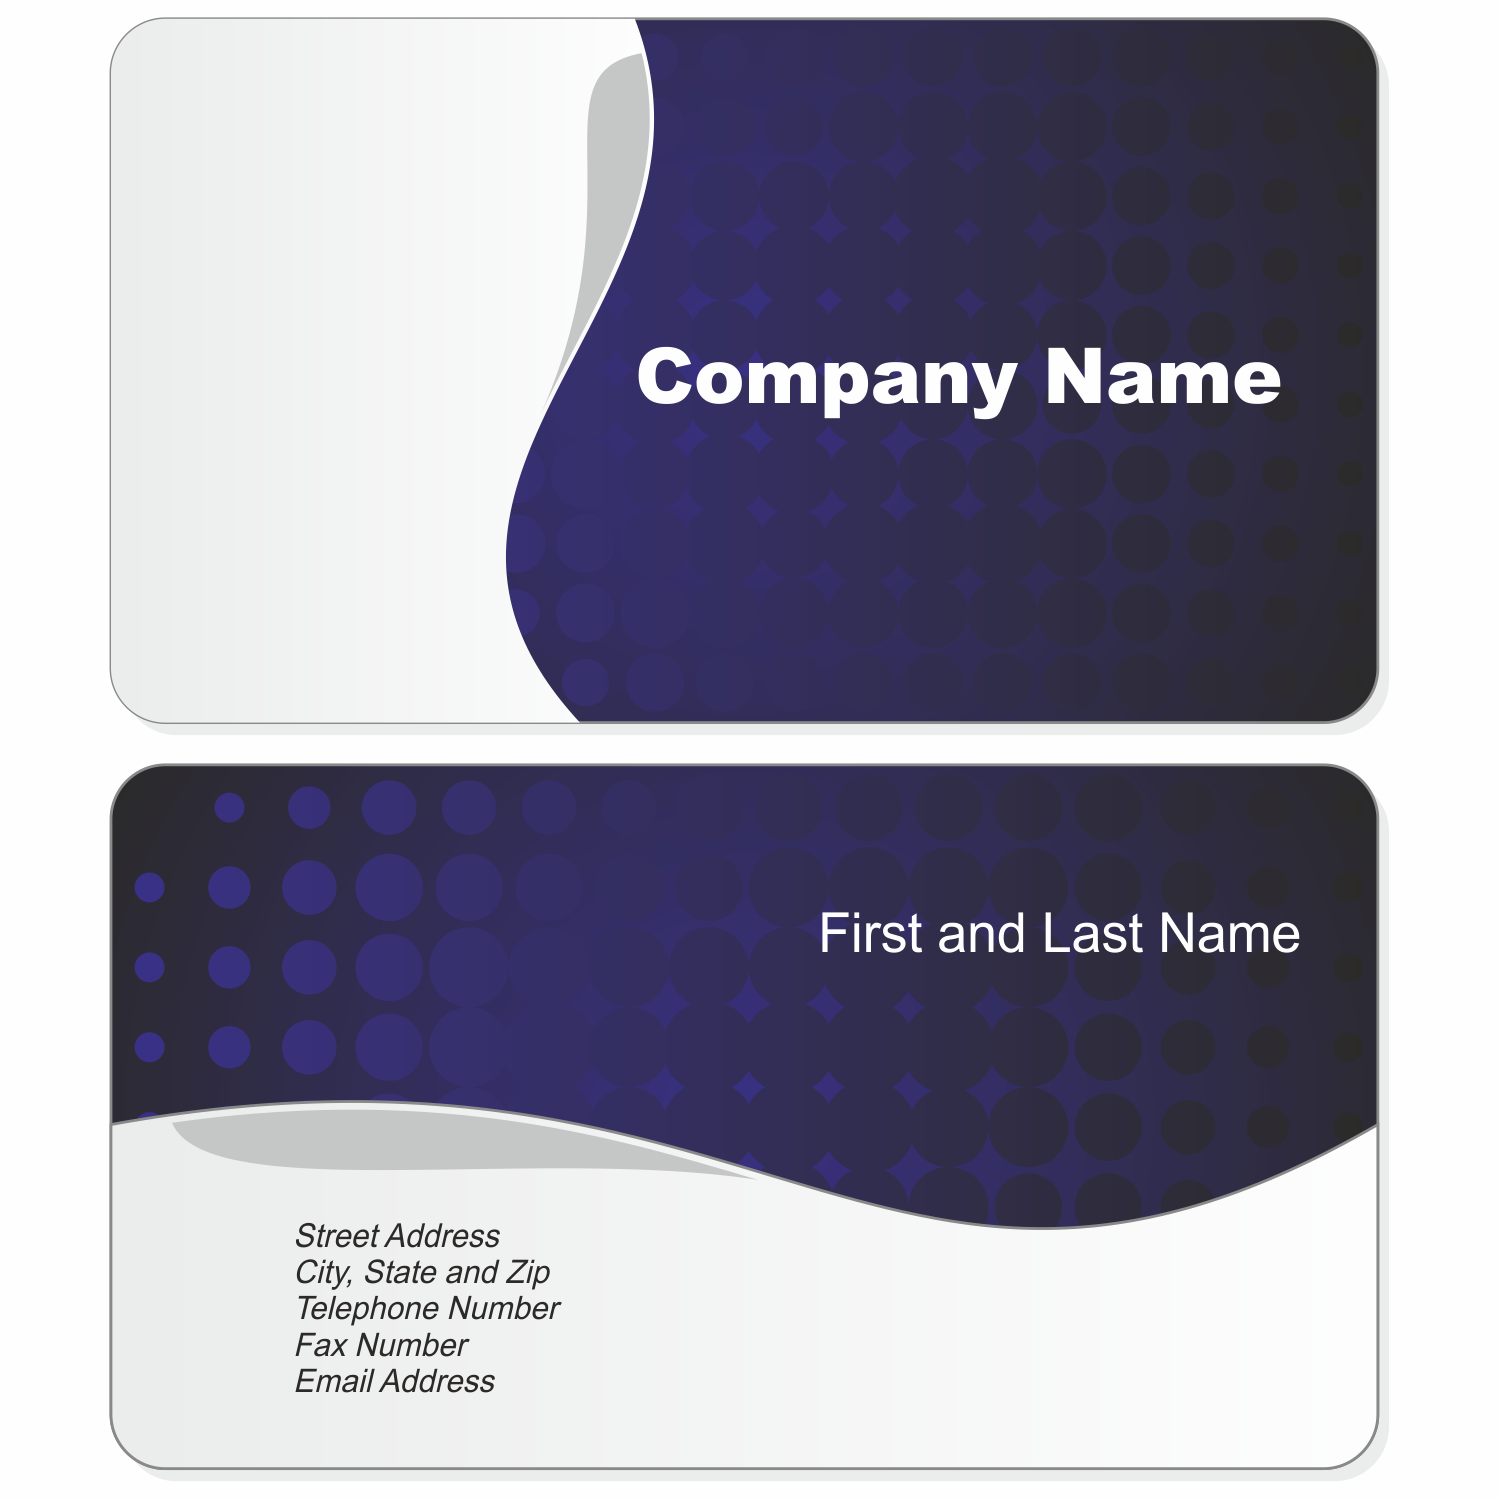 Company Name
First and Last Name
Street Address
City, State and Zip
Telephone Number
Fax Number
Email Address